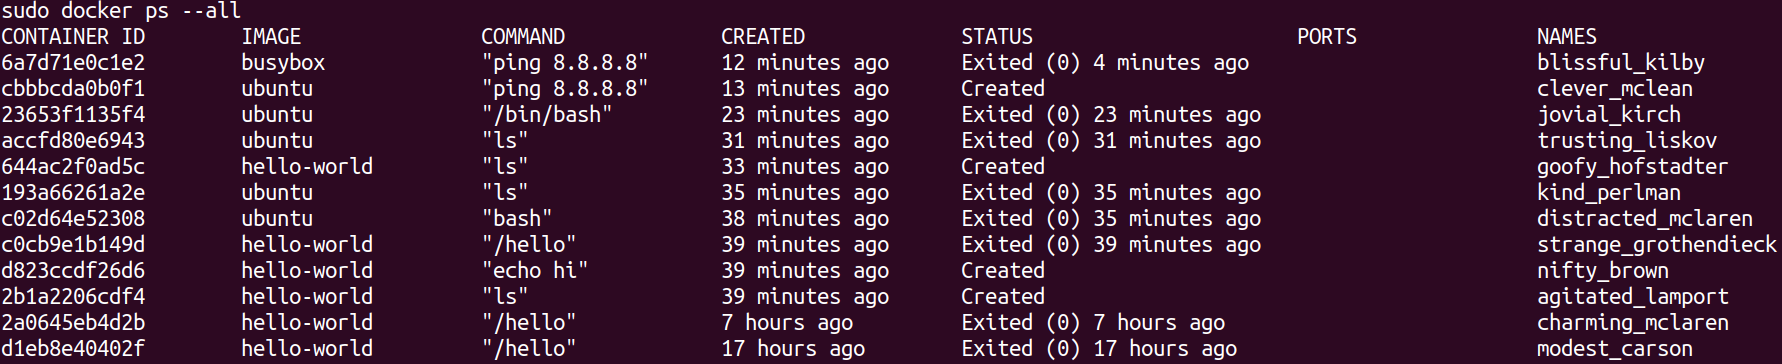 sudo docker ps --all
CONTAINER ID        IMAGE               COMMAND             CREATED             STATUS                      PORTS               NAMES
6a7d71e0c1e2        busybox             "ping 8.8.8.8"      12 minutes ago      Exited (0) 4 minutes ago                        blissful_kilby
cbbbcda0b0f1        ubuntu              "ping 8.8.8.8"      13 minutes ago      Created                                         clever_mclean
23653f1135f4        ubuntu              "/bin/bash"         23 minutes ago      Exited (0) 23 minutes ago                       jovial_kirch
accfd80e6943        ubuntu              "ls"                31 minutes ago      Exited (0) 31 minutes ago                       trusting_liskov
644ac2f0ad5c        hello-world         "ls"                33 minutes ago      Created                                         goofy_hofstadter
193a66261a2e        ubuntu              "ls"                35 minutes ago      Exited (0) 35 minutes ago                       kind_perlman
c02d64e52308        ubuntu              "bash"              38 minutes ago      Exited (0) 35 minutes ago                       distracted_mclaren
c0cb9e1b149d        hello-world         "/hello"            39 minutes ago      Exited (0) 39 minutes ago                       strange_grothendieck
d823ccdf26d6        hello-world         "echo hi"           39 minutes ago      Created                                         nifty_brown
2b1a2206cdf4        hello-world         "ls"                39 minutes ago      Created                                         agitated_lamport
2a0645eb4d2b        hello-world         "/hello"            7 hours ago         Exited (0) 7 hours ago                          charming_mclaren
d1eb8e40402f        hello-world         "/hello"            17 hours ago        Exited (0) 17 hours ago                         modest_carson